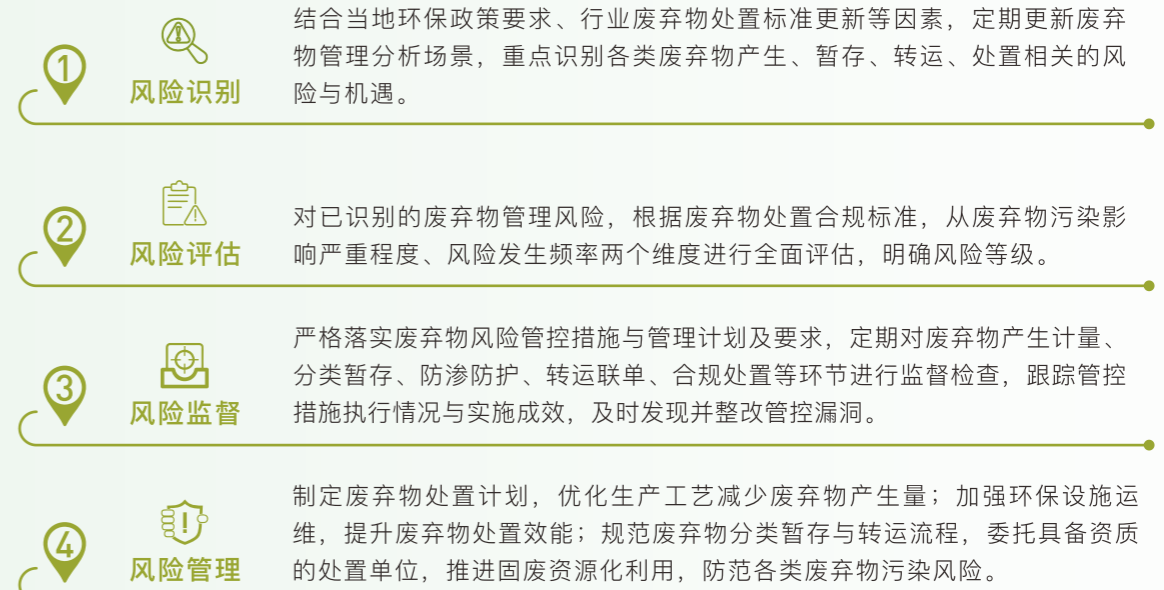 1
风险识别
结合当地环保政策要求、行业废弃物处置标准更新等因素，定期更新废弃
物管理分析场景，重点识别各类废弃物产生、暂存、转运、处置相关的风
险与机遇。
2
风险评估
对已识别的废弃物管理风险，根据废弃物处置合规标准，从废弃物污染影
响严重程度、风险发生频率两个维度进行全面评估，明确风险等级。
3
风险监督
严格落实废弃物风险管控措施与管理计划及要求，定期对废弃物产生计量、
分类暂存、防渗防护、转运联单、合规处置等环节进行监督检查，跟踪管控
措施执行情况与实施成效，及时发现并整改管控漏洞。
4
风险管理
制定废弃物处置计划，优化生产工艺减少废弃物产生量；加强环保设施运
维，提升废弃物处置效能；规范废弃物分类暂存与转运流程，委托具备资质
的处置单位，推进固废资源化利用，防范各类废弃物污染风险。